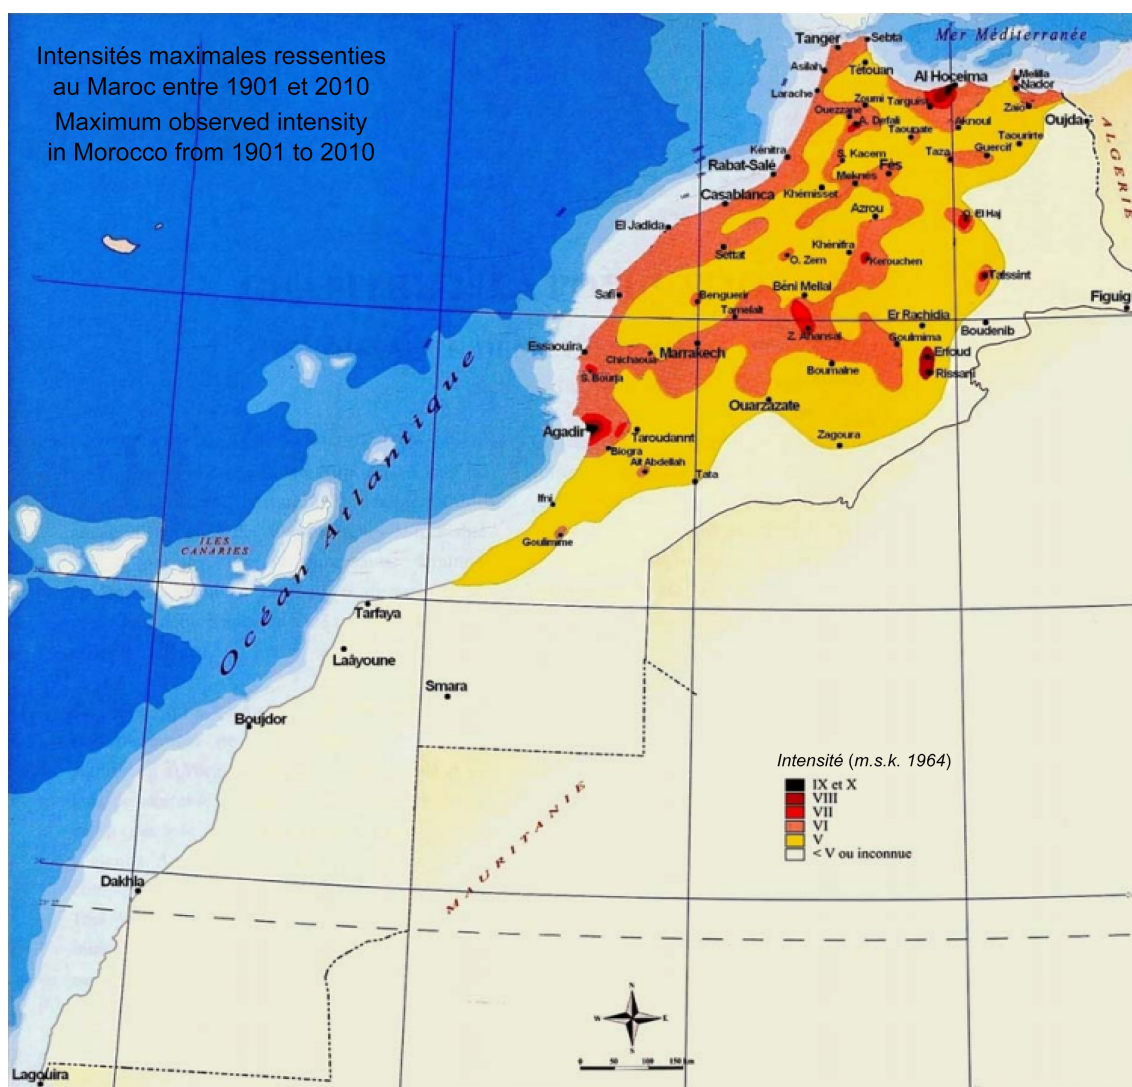 Intensités maximales ressenties
au Maroc entre 1901 et 2010
Maximum observed intensity
in Morocco from 1901 to 2010
Mer Méditerranée
Tanger
Sebta
Asilah
Tétouan
Al Hoceima
Melilla
Nador
Larache
Zoumi
Targuist
Zaio
Ouezzane
A. Defali
Aknoul
Oujda
Taounate
Taourirte
Kénitra
S. Kacem
Taza
Guercif
Rabat-Salé
Fès
Meknès
Khémisset
Casablanca
Azrou
O. El Haj
ALGERIE
El Jadida
Settat
O. Zem
Khénifra
Kerouchen
Talssint
Safi
Benguerir
Béni Mellal
Figuig
Tamelalt
Er Rachidia
Boudenib
Z. Ahansal
Goulmima
Essaouira
Chichaoua
Marrakech
Erfoud
S. Bourja
Boumalne
Rissani
Ouarzazate
Agadir
Taroudannt
Zagoura
Biogra
Ait Abdellah
Tata
Ifni
Goulimime
Océan Atlantique
ILES
CANARIES
Tarfaya
Laâyoune
Smara
Boujdor
MAURITANIE
Intensité (m.s.k. 1964)
IX et X
VIII
VII
VI
V
< V ou inconnue
Dakhla
N
W E
S
0 50 100 150 km
Lagouira